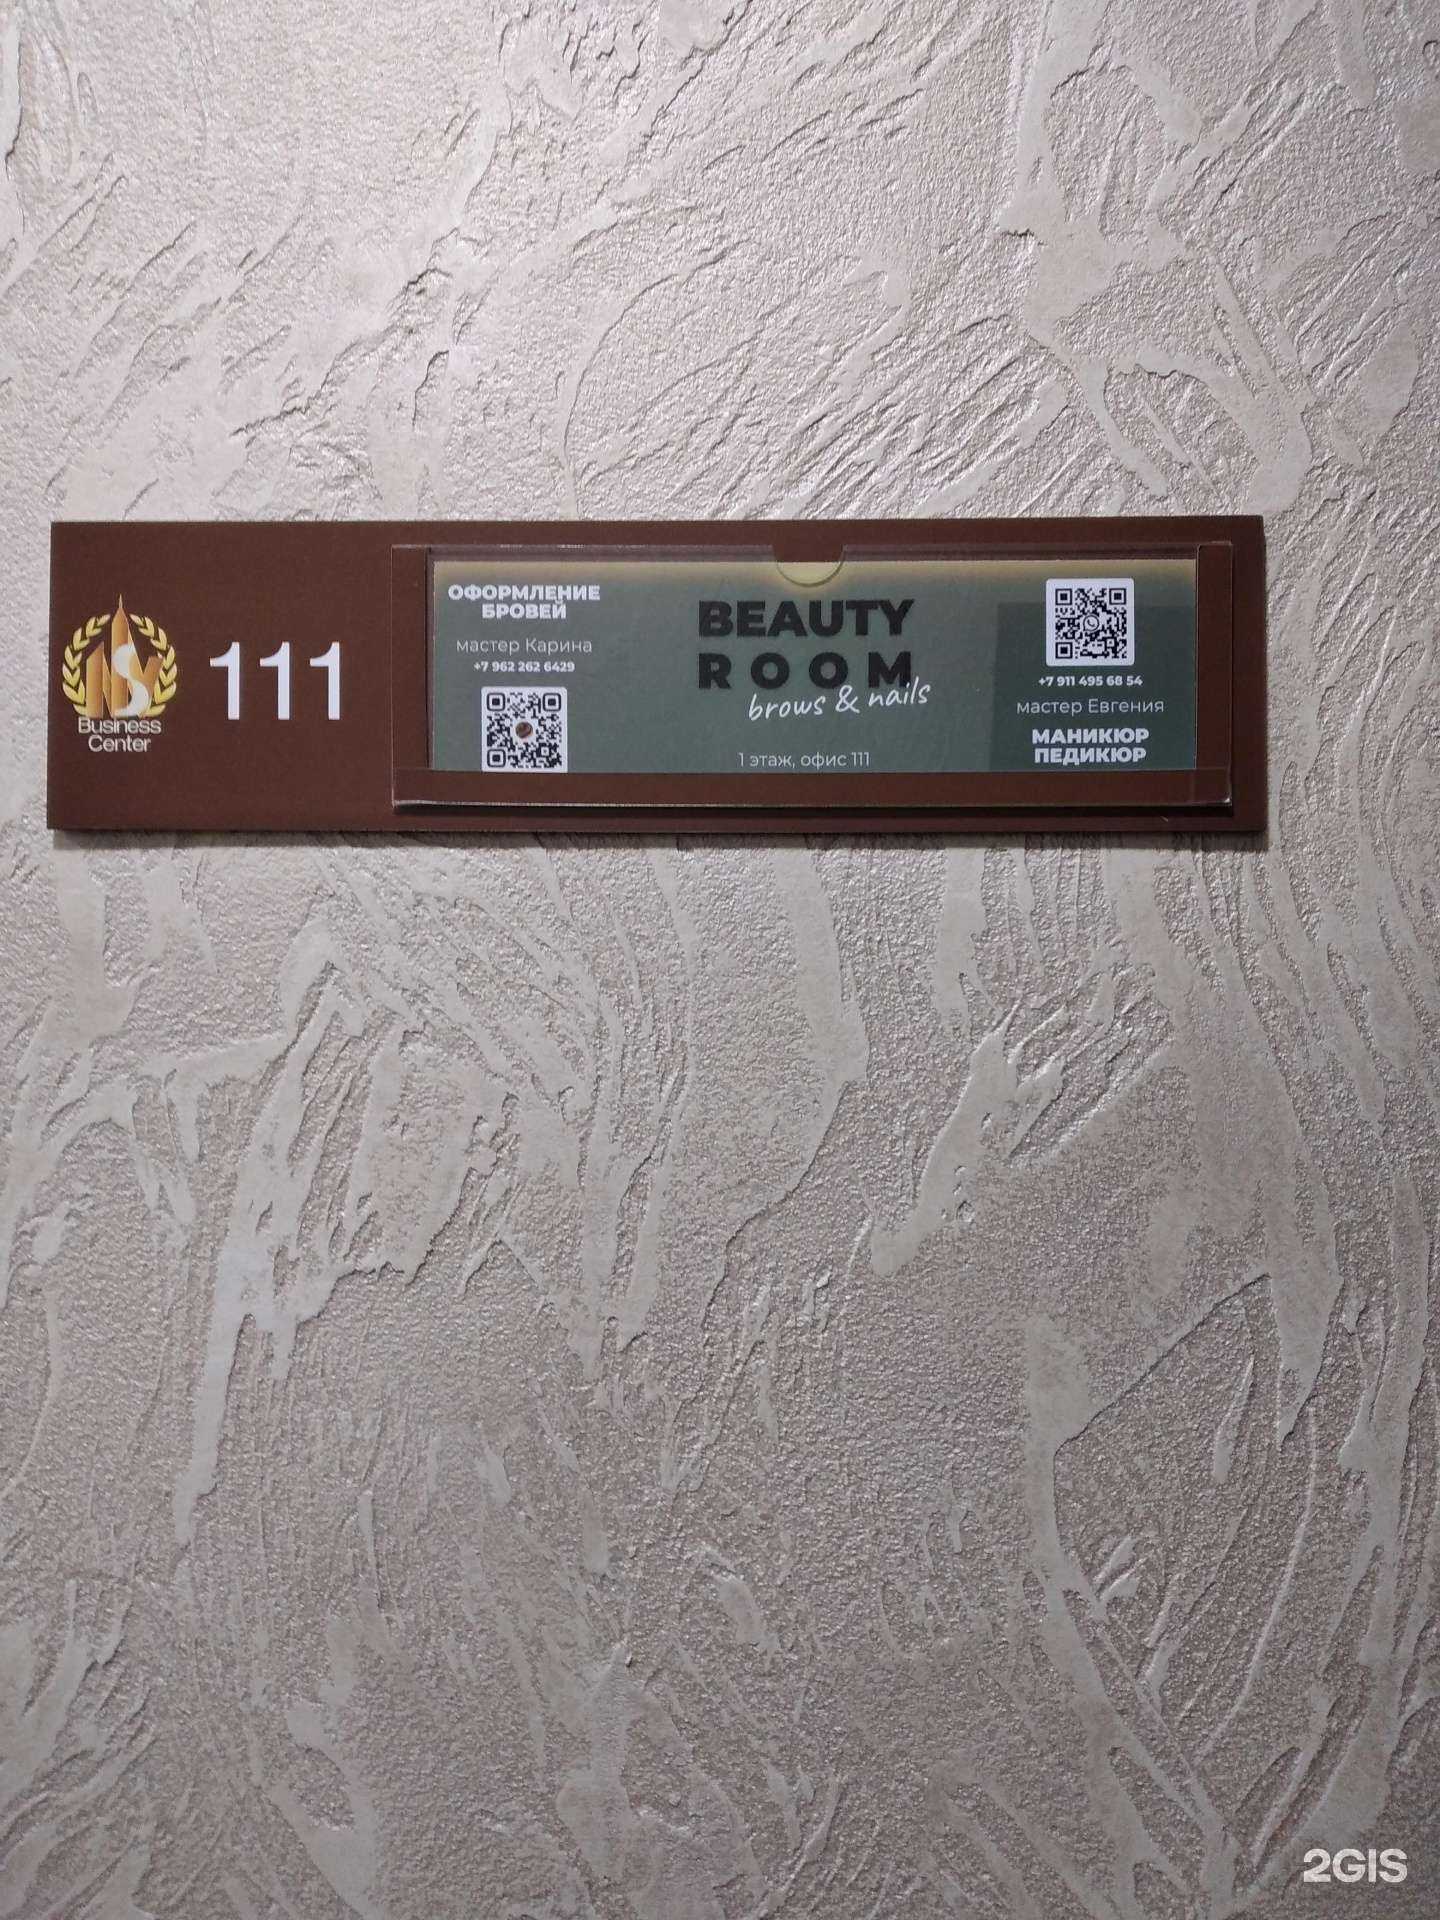 Business
Center
111
ОФОРМЛЕНИЕ
БРОВЕЙ
мастер Карина
+7 962 262 6429
BEAUTY
ROOM
brows & nails
1 этаж, офис 111
+7 911 495 68 54
мастер Евгения
МАНИКЮР
ПЕДИКЮР
2GIS